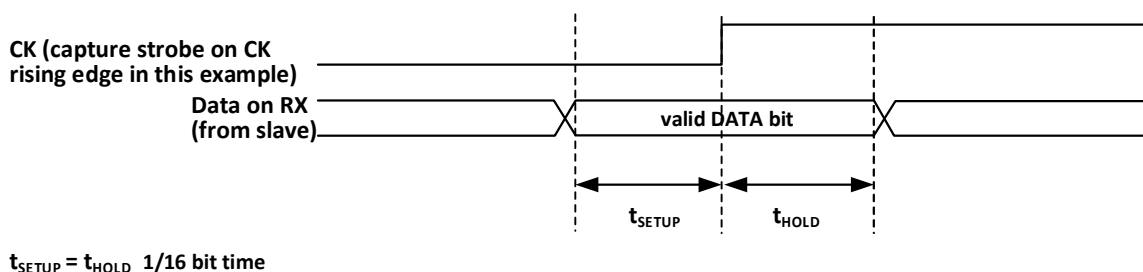 CK (capture strobe on CK
rising edge in this example)
Data on RX
(from slave)
valid DATA bit
tSETUP
tHOLD
tSETUP = tHOLD 1/16 bit time